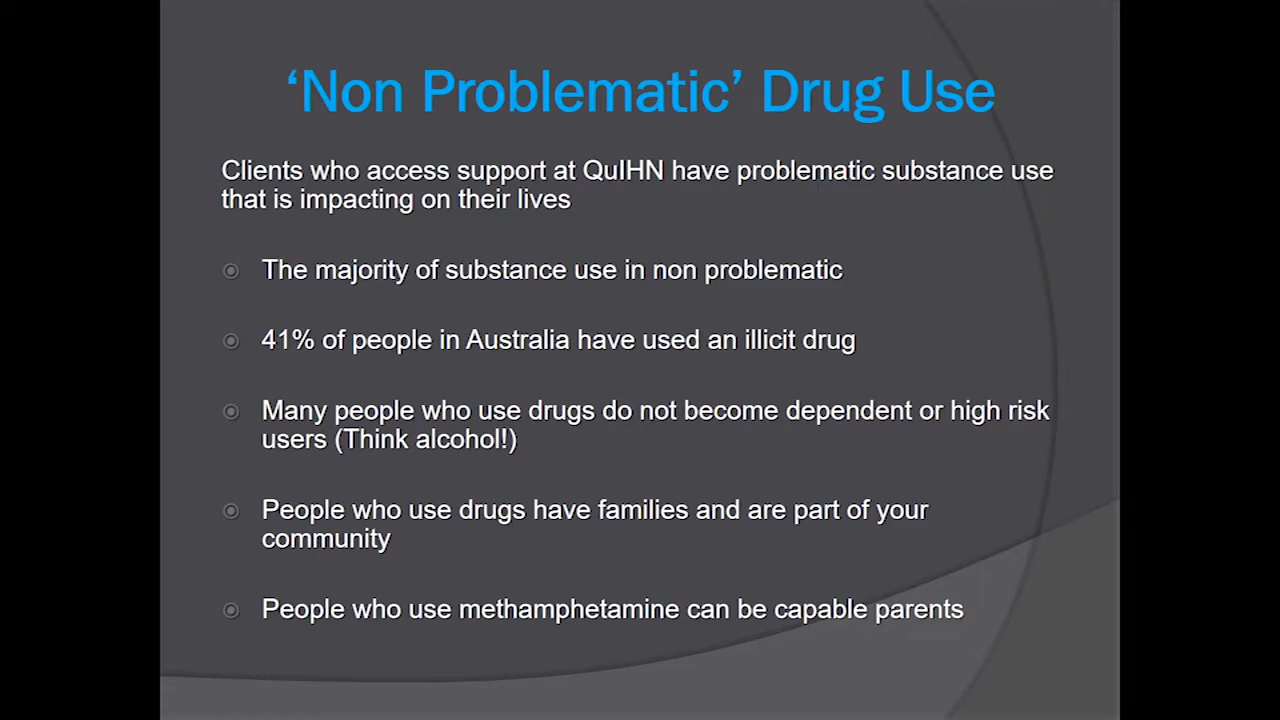 ‘Non Problematic’ Drug Use
Clients who access support at QuIHN have problematic substance use
that is impacting on their lives
The majority of substance use in non problematic
41% of people in Australia have used an illicit drug
Many people who use drugs do not become dependent or high risk
users (Think alcohol!)
People who use drugs have families and are part of your
community
People who use methamphetamine can be capable parents